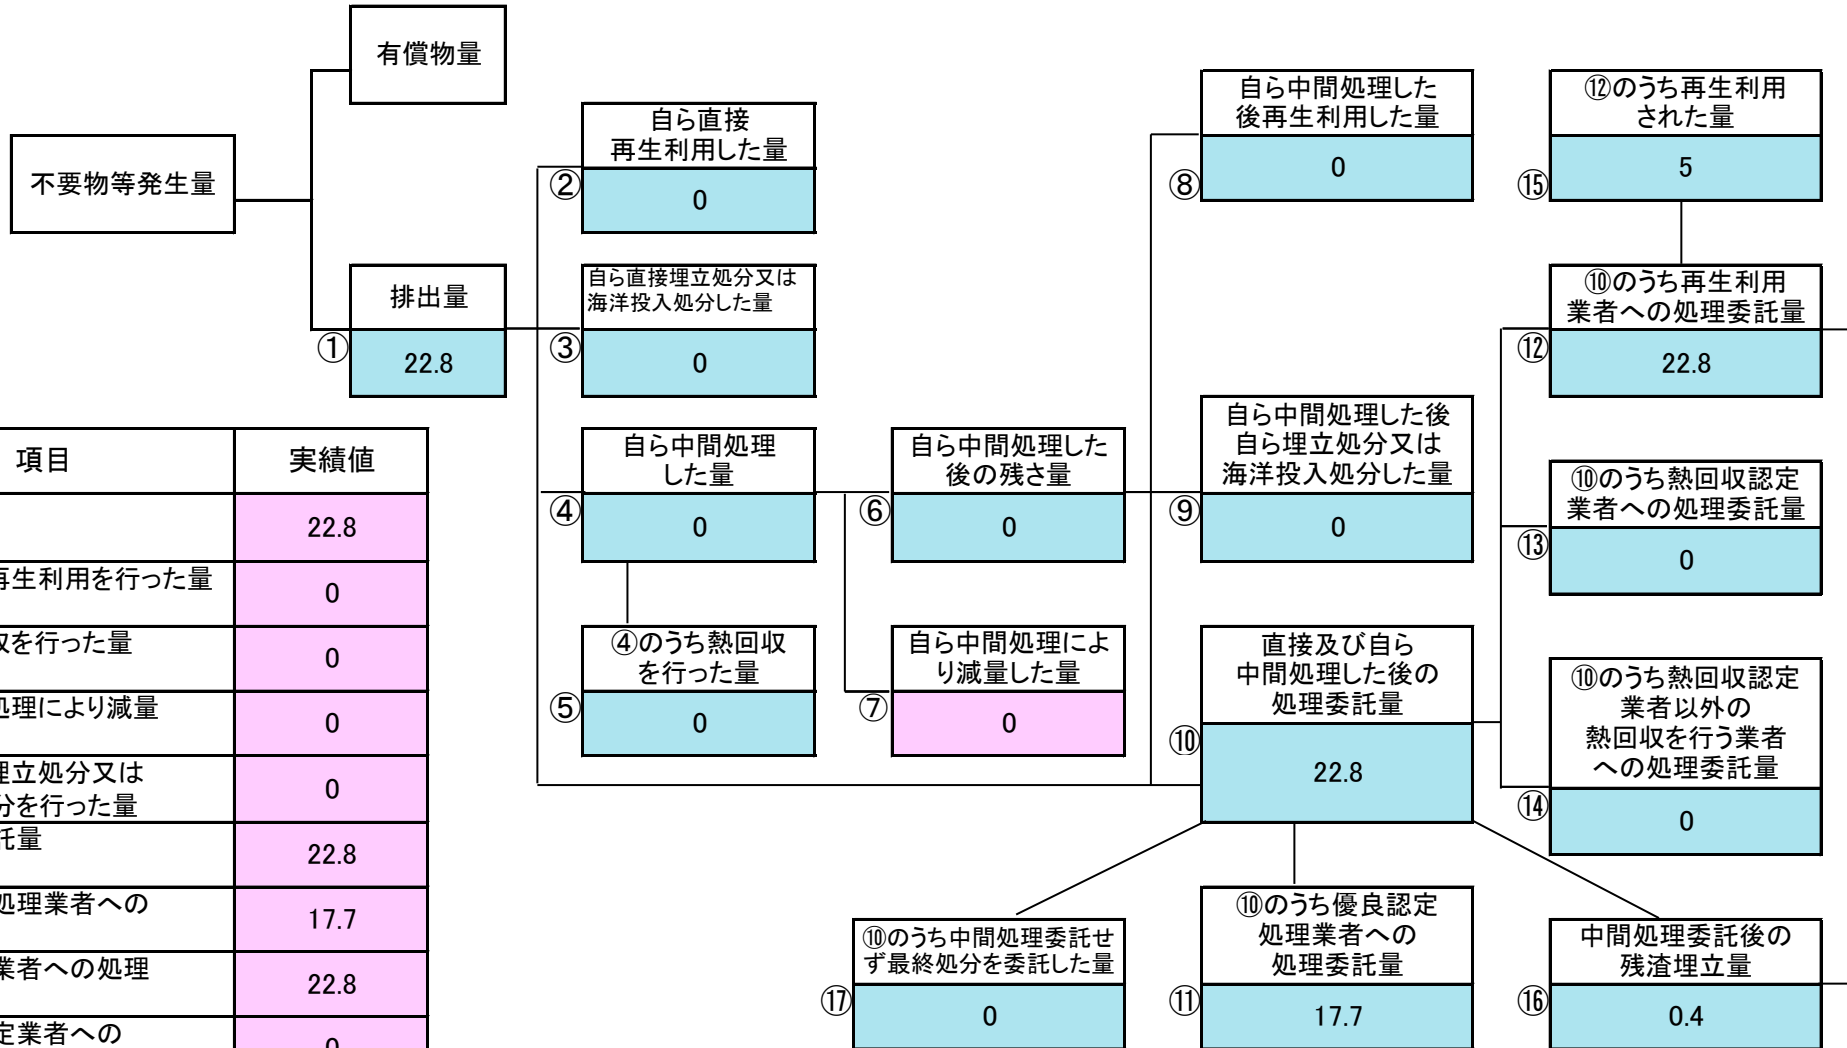 有償物量
不要物等発生量
排出量
①
22.8
自ら直接
再生利用した量
②
0
自ら直接埋立処分又は
海洋投入処分した量
③
0
自ら中間処理
した量
④
0
④のうち熱回収
を行った量
⑤
0
自ら中間処理した
後の残さ量
⑥
0
自ら中間処理によ
り減量した量
⑦
0
自ら中間処理した
後再生利用した量
⑧
0
自ら中間処理した後
自ら埋立処分又は
海洋投入処分した量
⑨
0
直接及び自ら
中間処理した後の
処理委託量
⑩
22.8
⑩のうち優良認定
処理業者への
処理委託量
⑪
17.7
⑩のうち中間処理委託せ
ず最終処分を委託した量
⑰
0
⑫のうち再生利用
された量
⑮
5
⑩のうち再生利用
業者への処理委託量
⑫
22.8
⑩のうち熱回収認定
業者への処理委託量
⑬
0
⑩のうち熱回収認定
業者以外の
熱回収を行う業者
への処理委託量
⑭
0
中間処理委託後の
残渣埋立量
⑯
0.4
項目 実績値
22.8
再生利用を行った量
0
を行った量
0
処理により減量
0
埋立処分又は
分を行った量
0
託量
22.8
処理業者への
17.7
業者への処理
22.8
定業者への
0